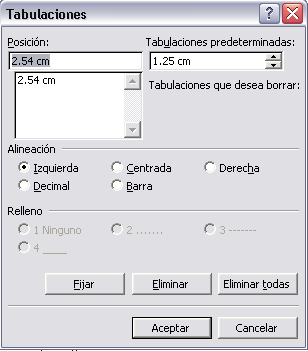 Tabulaciones
Posición: Tabulaciones predeterminadas:
2.54 cm 1.25 cm
2.54 cm Tabulaciones que desea borrar:
Alineación
Izquierda Centrada Derecha
Decimal Barra
Relleno
1 Ninguno 2 ....... 3 -------
4 ____
Fijar Eliminar Eliminar todas
Aceptar Cancelar